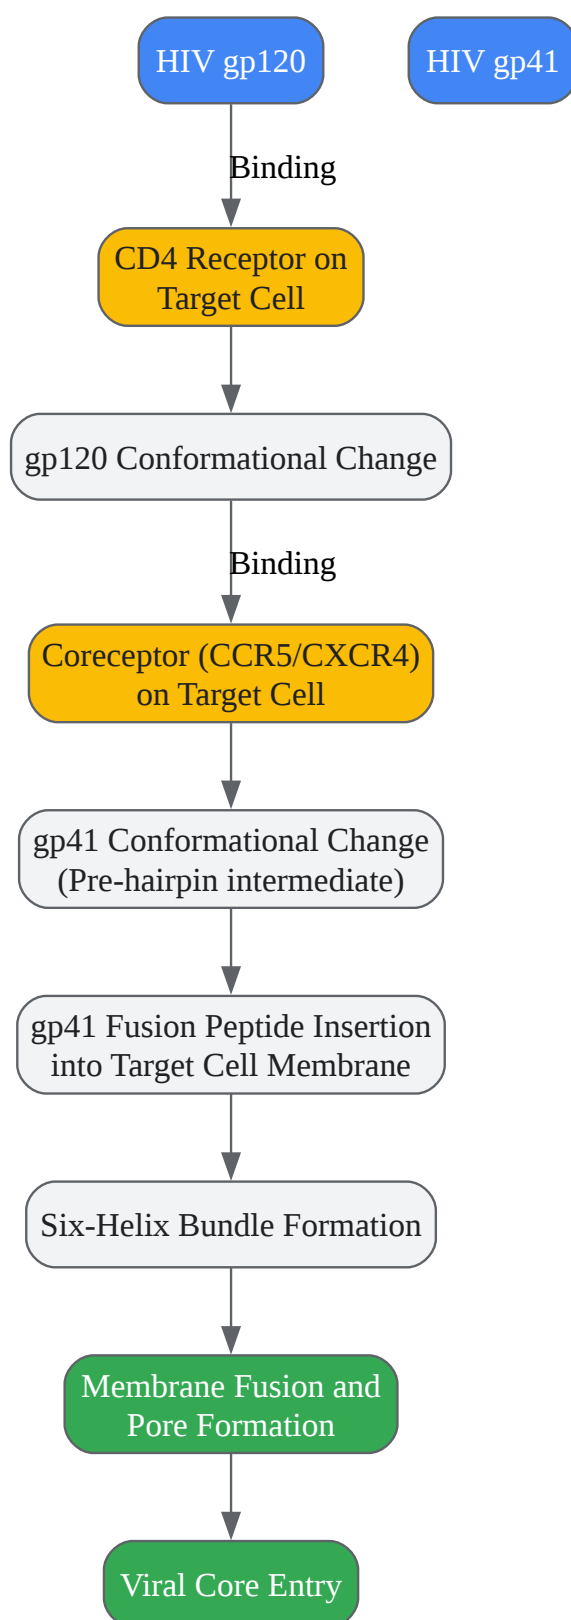 HIV gp120
HIV gp41
Binding
CD4 Receptor on
Target Cell
gp120 Conformational Change
Binding
Coreceptor (CCR5/CXCR4)
on Target Cell
gp41 Conformational Change
(Pre-hairpin intermediate)
gp41 Fusion Peptide Insertion
into Target Cell Membrane
Six-Helix Bundle Formation
Membrane Fusion and
Pore Formation
Viral Core Entry